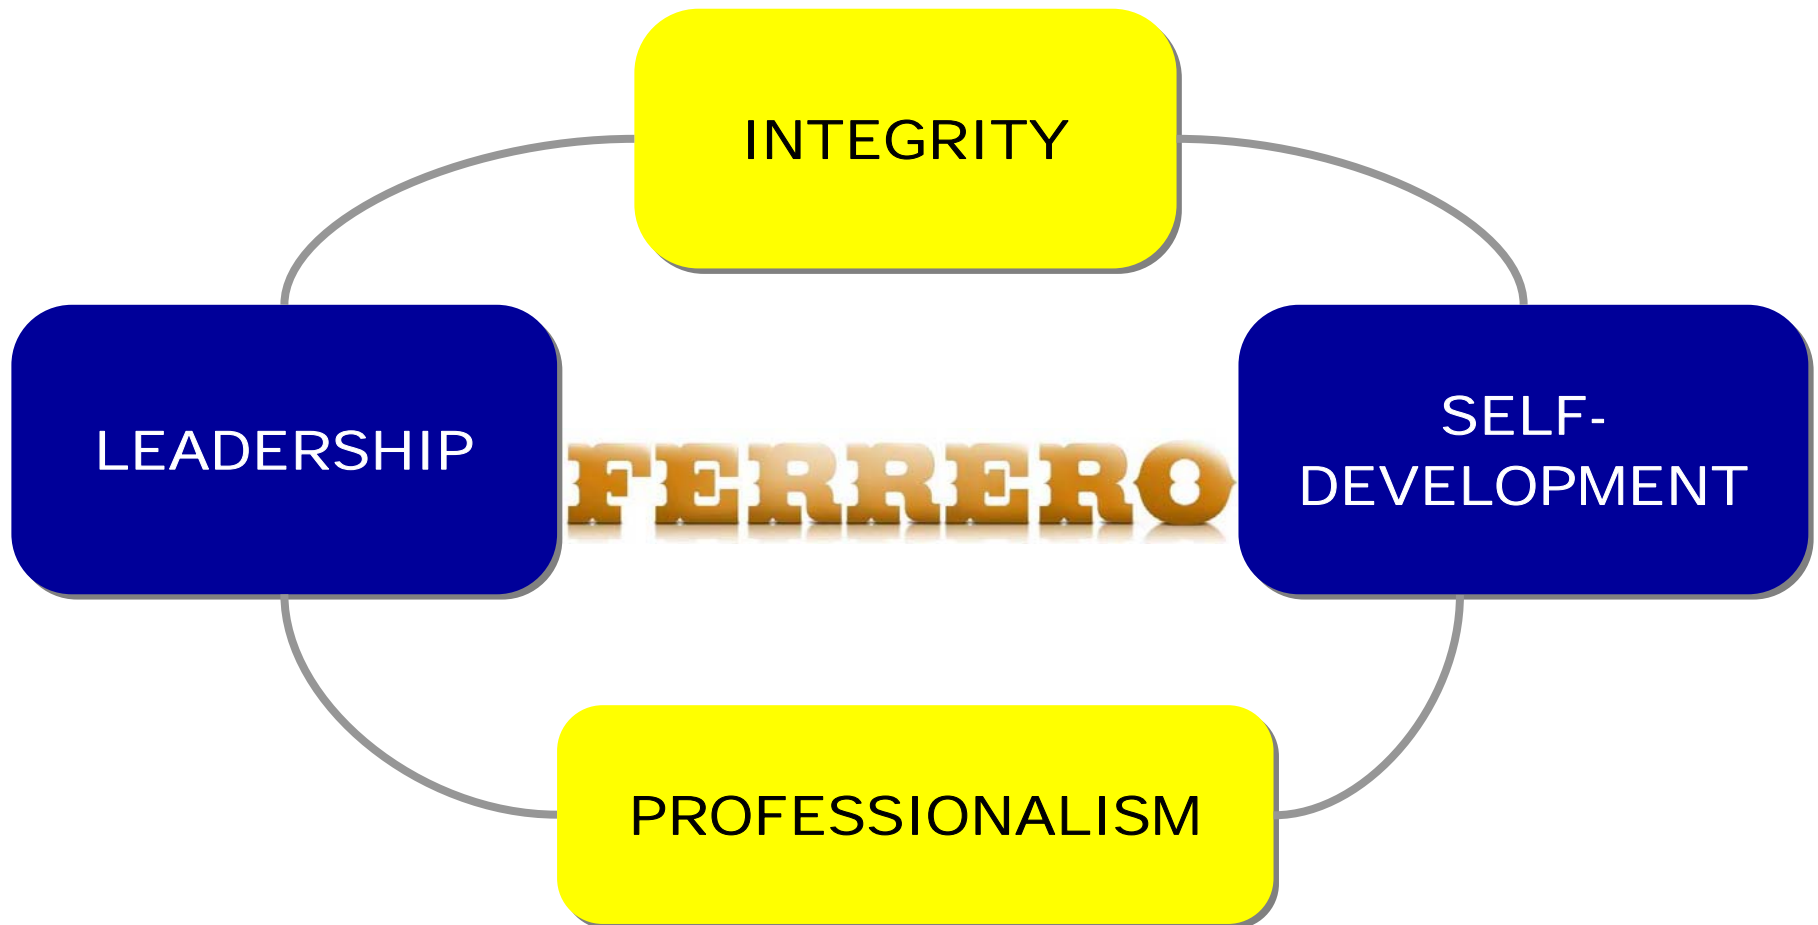 INTEGRITY
LEADERSHIP
FERRERO
SELF-
DEVELOPMENT
PROFESSIONALISM